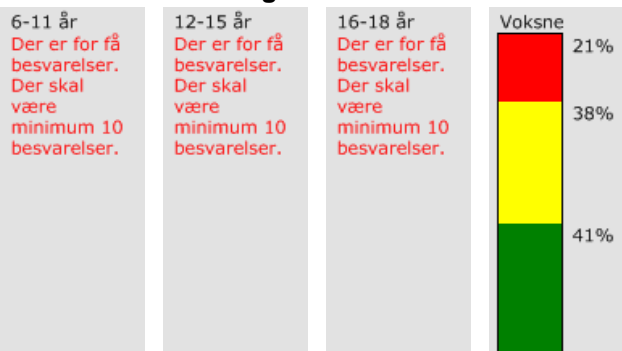 6-11 år
Der er for få
besvarelser.
Der skal
være
minimum 10
besvarelser.
12-15 år
Der er for få
besvarelser.
Der skal
være
minimum 10
besvarelser.
16-18 år
Der er for få
besvarelser.
Der skal
være
minimum 10
besvarelser.
Voksne
21%
38%
41%